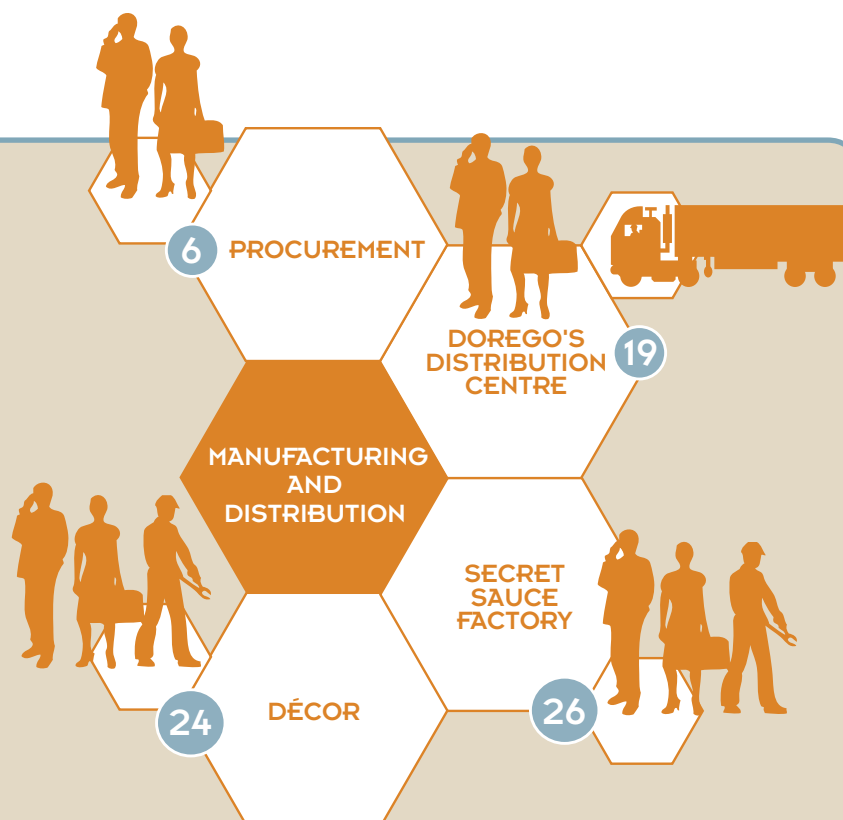 6
PROCUREMENT
DOREGO'S
DISTRIBUTION
CENTRE
19
MANUFACTURING
AND
DISTRIBUTION
SECRET
SAUCE
FACTORY
26
24
DÉCOR